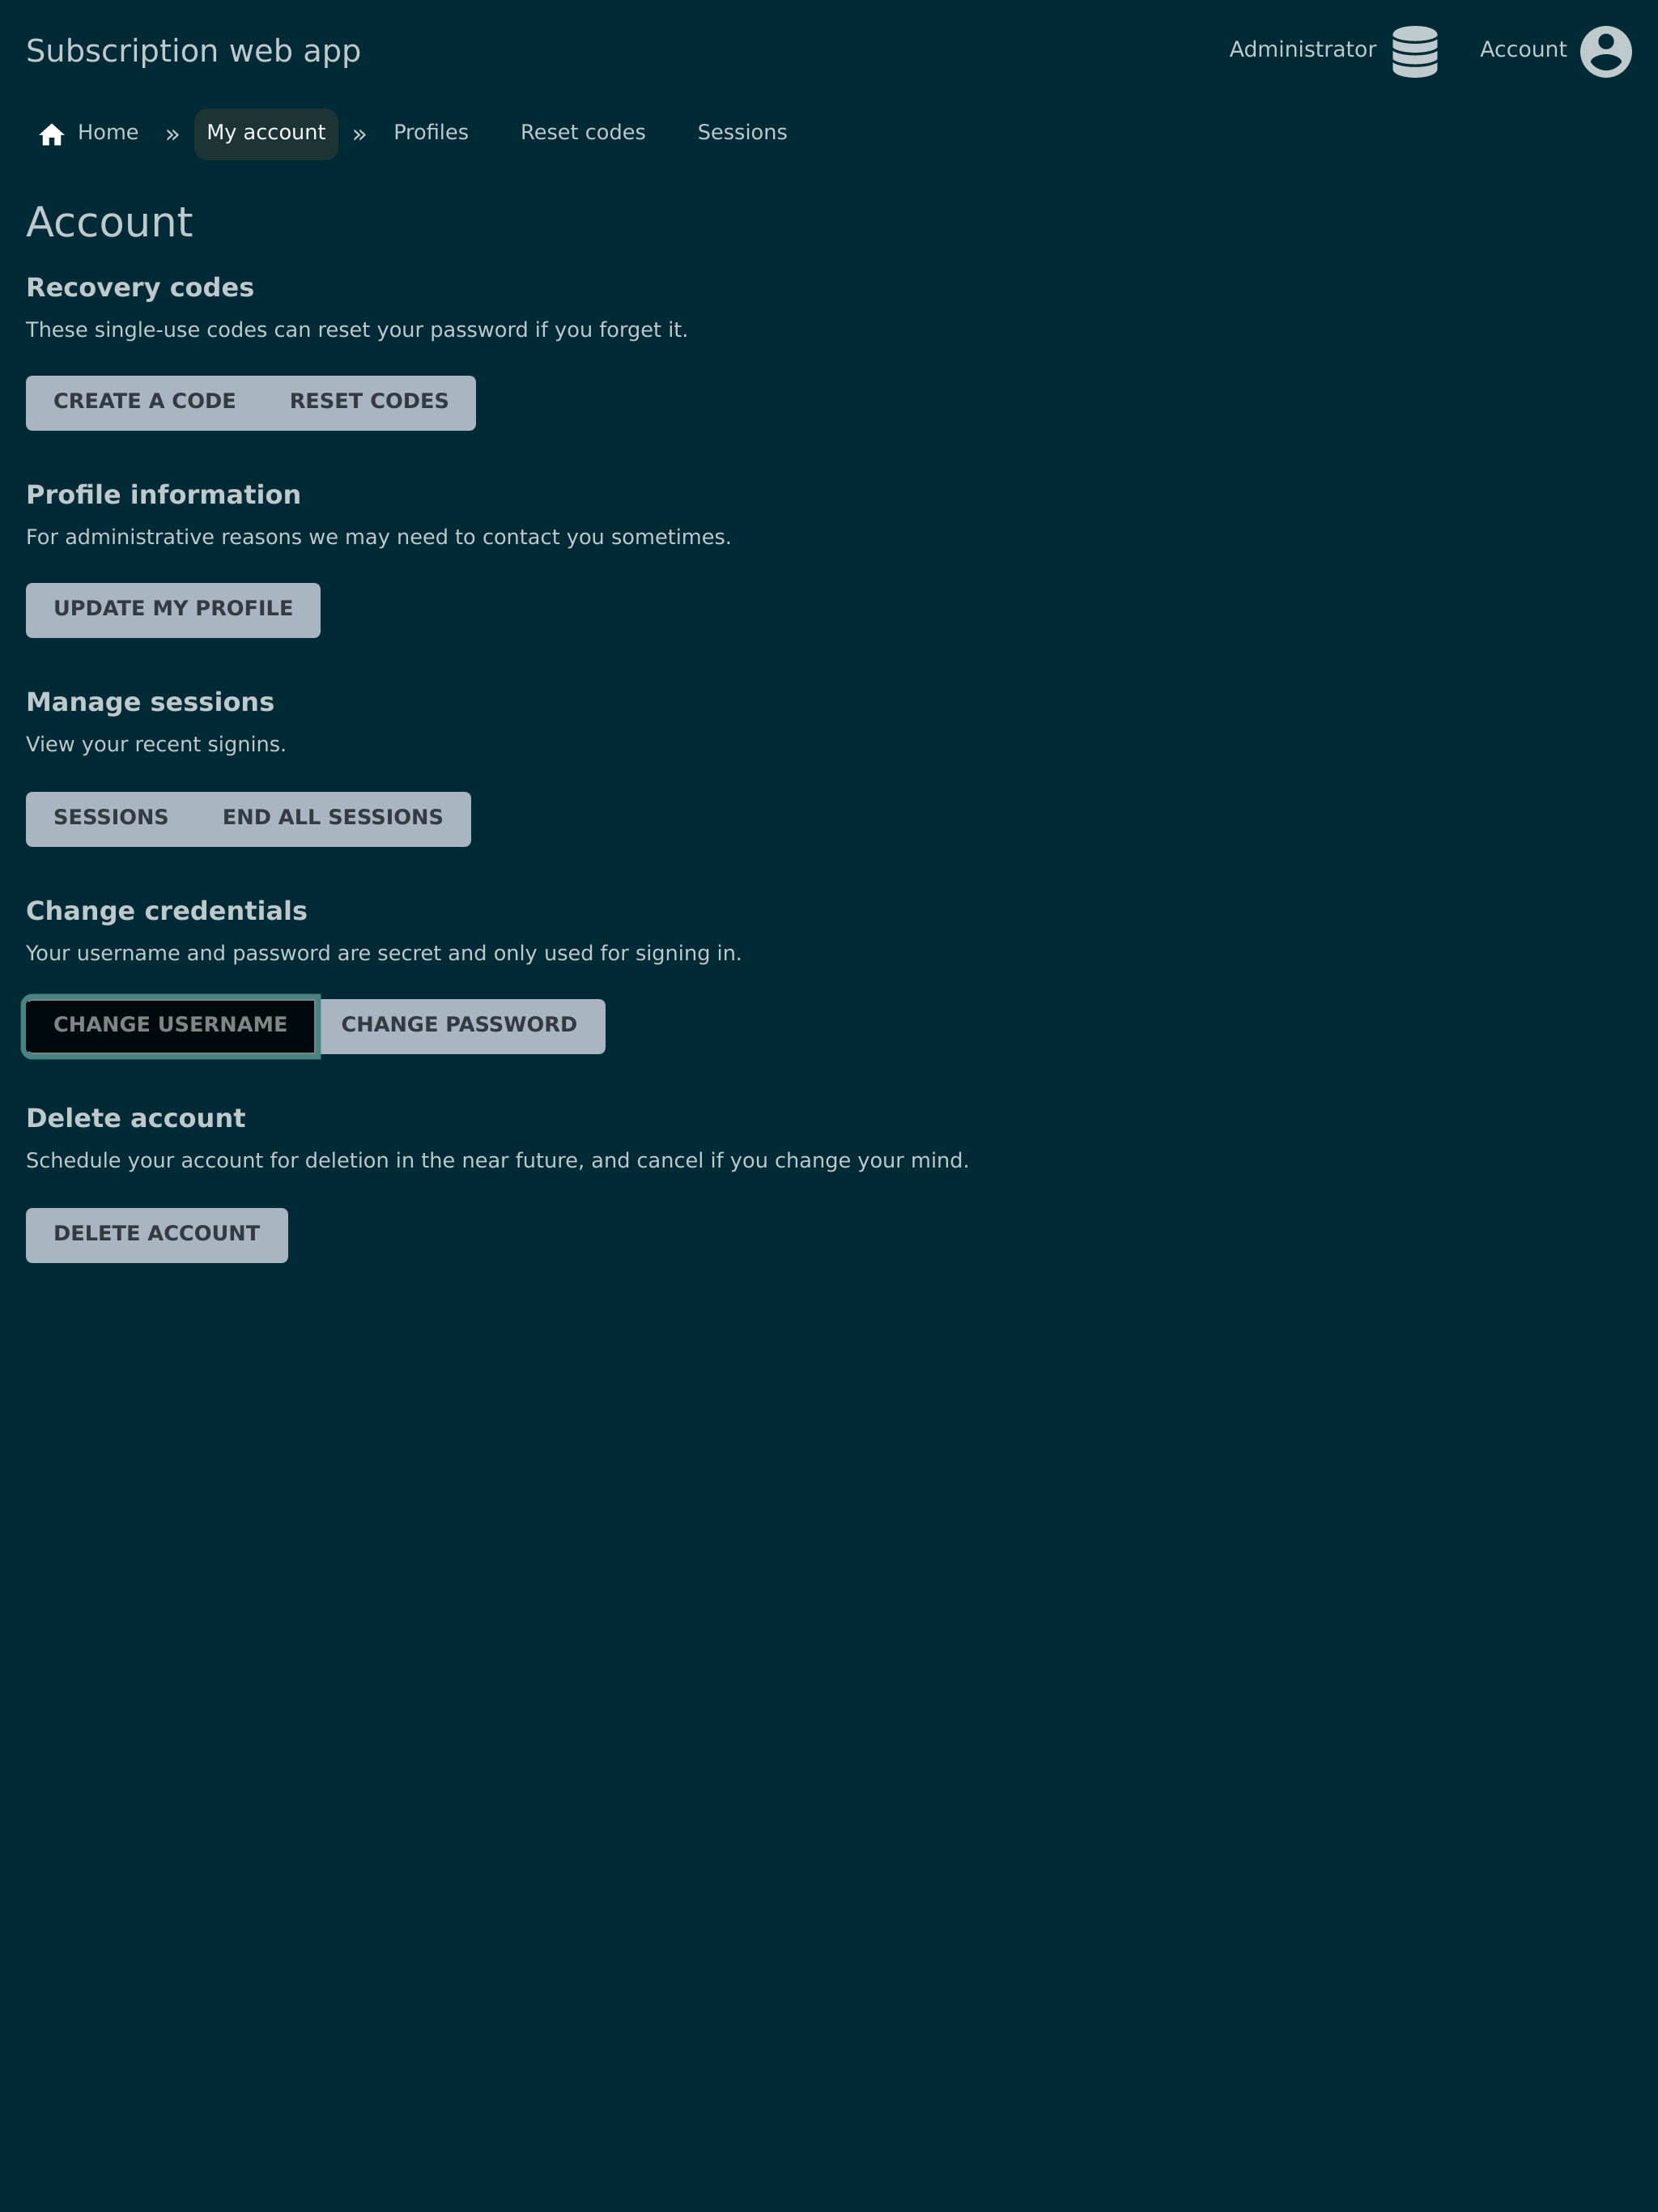 Subscription web app Administrator Account
Home » My account » Profiles Reset codes Sessions
Account
Recovery codes
These single-use codes can reset your password if you forget it.
CREATE A CODE RESET CODES
Profile information
For administrative reasons we may need to contact you sometimes.
UPDATE MY PROFILE
Manage sessions
View your recent signins.
SESSIONS END ALL SESSIONS
Change credentials
Your username and password are secret and only used for signing in.
CHANGE USERNAME CHANGE PASSWORD
Delete account
Schedule your account for deletion in the near future, and cancel if you change your mind.
DELETE ACCOUNT